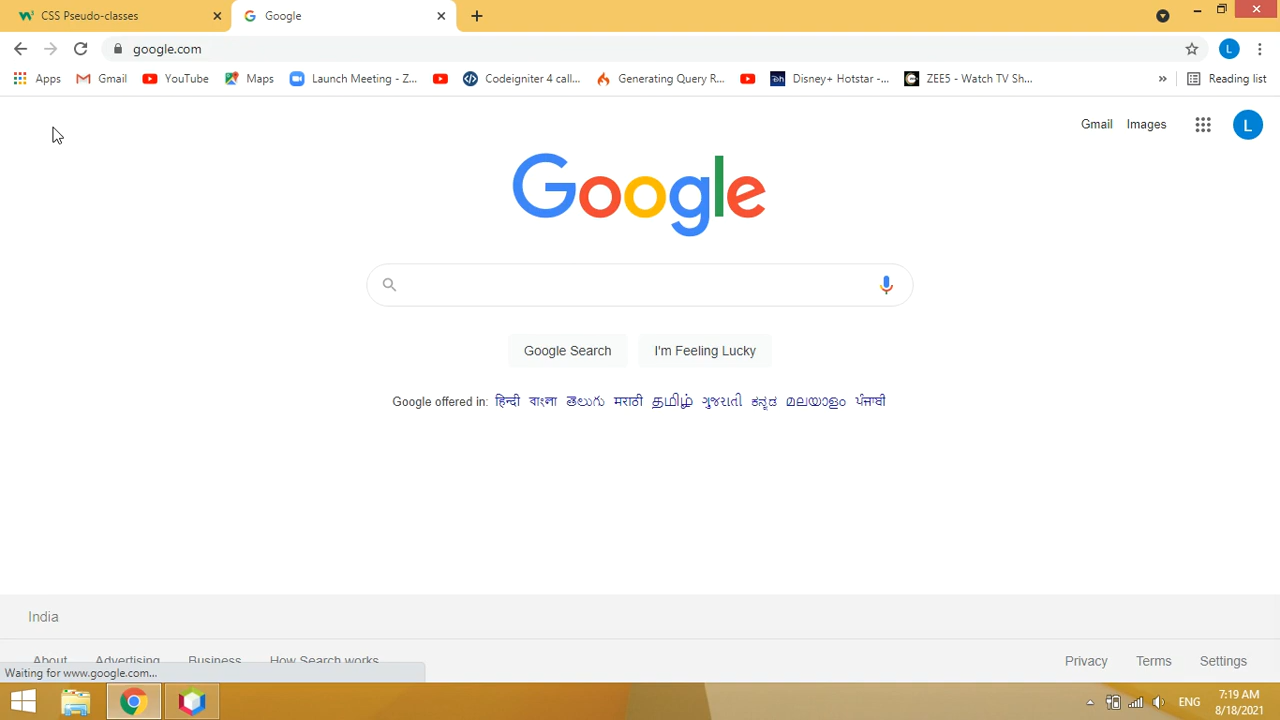 CSS Pseudo-classes
Google
google.com
Apps Gmail YouTube Maps Launch Meeting - Z... Codeigniter 4 call... Generating Query R... Disney+ Hotstar -... ZEE5 - Watch TV Sh... » Reading list
L
Gmail Images L
Google
Google Search I'm Feeling Lucky
Google offered in: हिन्दी বাংলা తెలుగు मराठी தமிழ் ગુજરાતી ಕನ್ನಡ മലയാളം ਪੰਜਾਬੀ
India
About Advertising Business How Search works Privacy Terms Settings
Waiting for www.google.com...
ENG 7:19 AM
8/18/2021